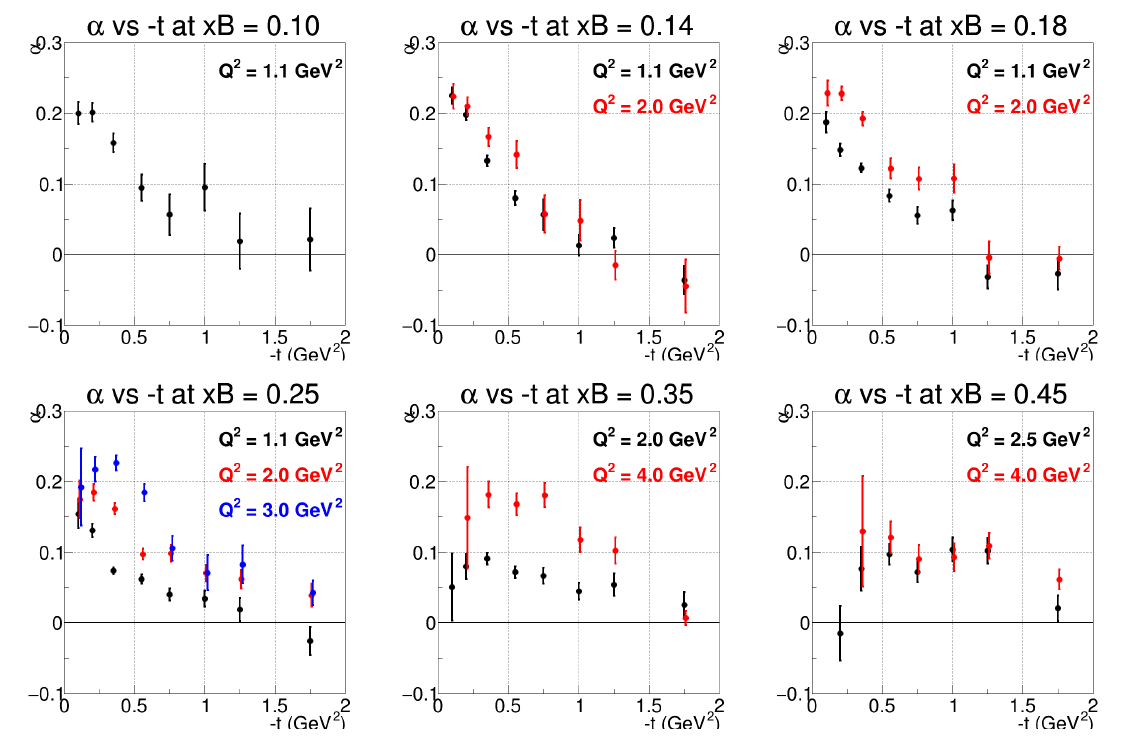 α vs -t at xB = 0.10
α
0.3
0.2
0.1
0
−0.1
Q² = 1.1 GeV²
0 0.5 1 1.5 2
-t (GeV²)
α vs -t at xB = 0.14
α
0.3
0.2
0.1
0
−0.1
Q² = 1.1 GeV²
Q² = 2.0 GeV²
0 0.5 1 1.5 2
-t (GeV²)
α vs -t at xB = 0.18
α
0.3
0.2
0.1
0
−0.1
Q² = 1.1 GeV²
Q² = 2.0 GeV²
0 0.5 1 1.5 2
-t (GeV²)
α vs -t at xB = 0.25
α
0.3
0.2
0.1
0
−0.1
Q² = 1.1 GeV²
Q² = 2.0 GeV²
Q² = 3.0 GeV²
0 0.5 1 1.5 2
-t (GeV²)
α vs -t at xB = 0.35
α
0.3
0.2
0.1
0
−0.1
Q² = 2.0 GeV²
Q² = 4.0 GeV²
0 0.5 1 1.5 2
-t (GeV²)
α vs -t at xB = 0.45
α
0.3
0.2
0.1
0
−0.1
Q² = 2.5 GeV²
Q² = 4.0 GeV²
0 0.5 1 1.5 2
-t (GeV²)